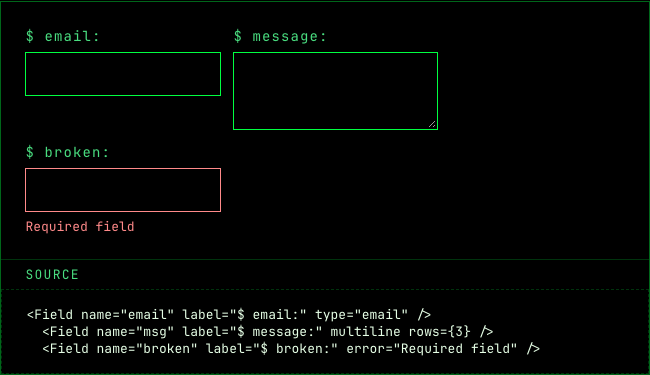 $ email:
$ message:
$ broken:
Required field
SOURCE
<Field name="email" label="$ email:" type="email" />
<Field name="msg" label="$ message:" multiline rows={3} />
<Field name="broken" label="$ broken:" error="Required field" />